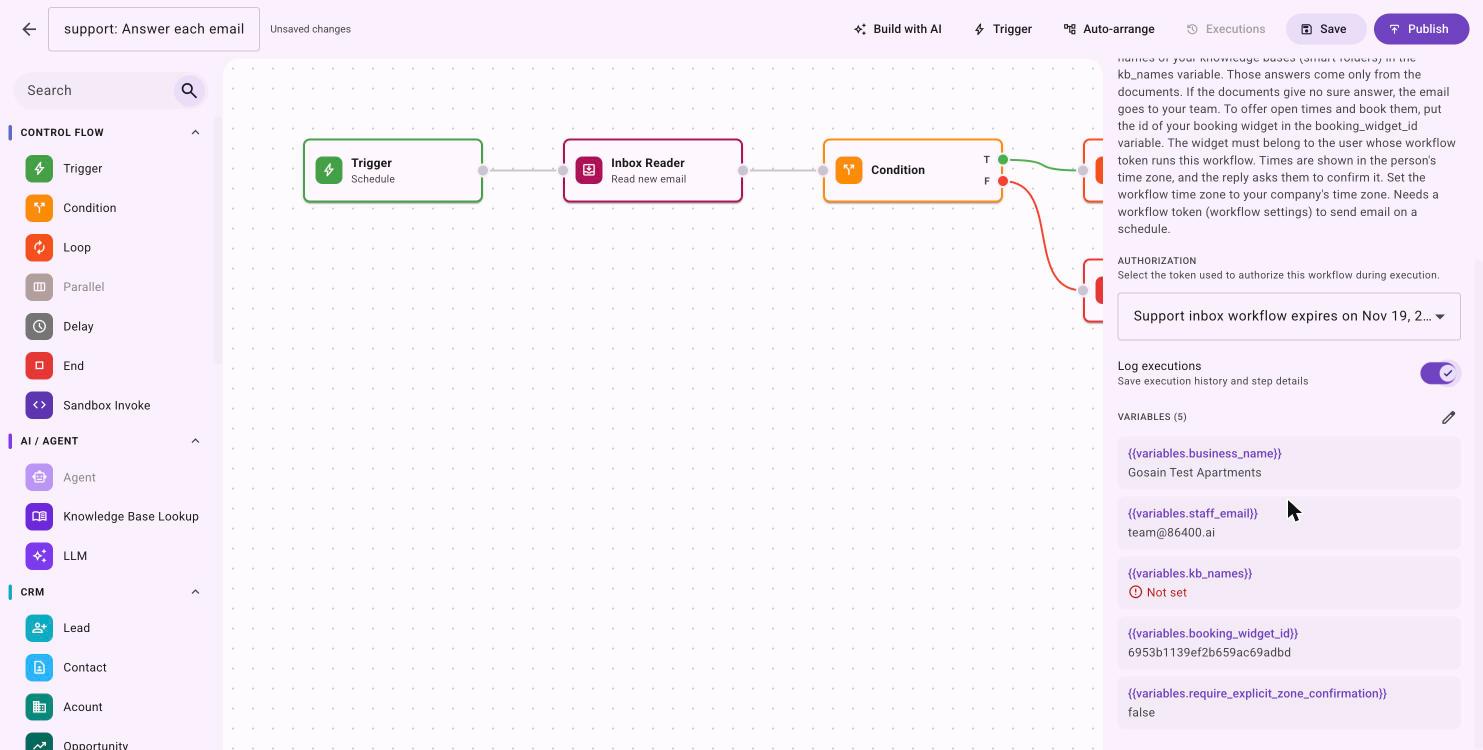 support: Answer each email
Unsaved changes
Build with AI
Trigger
Auto-arrange
Executions
Save
Publish
Search
CONTROL FLOW
Trigger
Condition
Loop
Parallel
Delay
End
Sandbox Invoke
AI / AGENT
Agent
Knowledge Base Lookup
LLM
CRM
Lead
Contact
Acount
Opportunity
Trigger
Schedule
Inbox Reader
Read new email
Condition
T
F
names of your knowledge bases (smart folders) in the
kb_names variable. Those answers come only from the
documents. If the documents give no sure answer, the email
goes to your team. To offer open times and book them, put
the id of your booking widget in the booking_widget_id
variable. The widget must belong to the user whose workflow
token runs this workflow. Times are shown in the person's
time zone, and the reply asks them to confirm it. Set the
workflow time zone to your company's time zone. Needs a
workflow token (workflow settings) to send email on a
schedule.
AUTHORIZATION
Select the token used to authorize this workflow during execution.
Support inbox workflow expires on Nov 19, 2...
Log executions
Save execution history and step details
VARIABLES (5)
{{variables.business_name}}
Gosain Test Apartments
{{variables.staff_email}}
team@86400.ai
{{variables.kb_names}}
Not set
{{variables.booking_widget_id}}
6953b1139ef2b659ac69adbd
{{variables.require_explicit_zone_confirmation}}
false